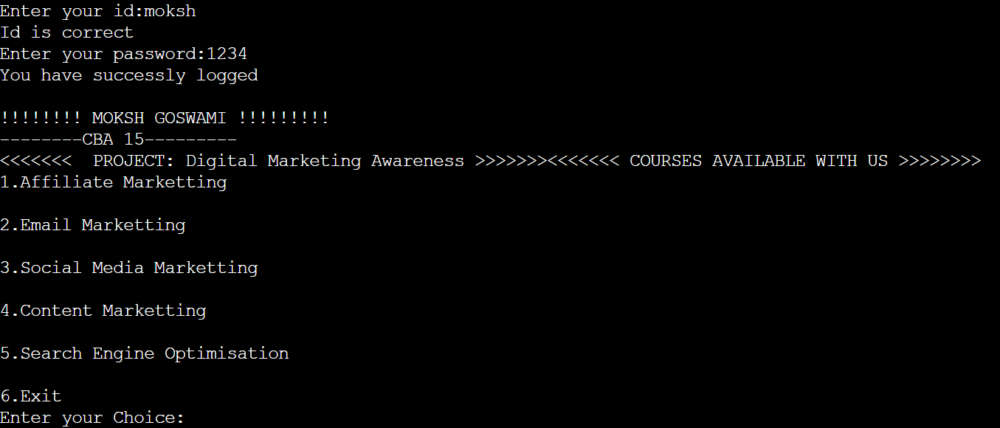 Enter your id:moksh
Id is correct
Enter your password:1234
You have successly logged
!!!!!!!! MOKSH GOSWAMI !!!!!!!!!
--------CBA 15---------
<<<<<<<  PROJECT: Digital Marketing Awareness >>>>>>><<<<<<< COURSES AVAILABLE WITH US >>>>>>>>
1.Affiliate Marketting
2.Email Marketting
3.Social Media Marketting
4.Content Marketting
5.Search Engine Optimisation
6.Exit
Enter your Choice: